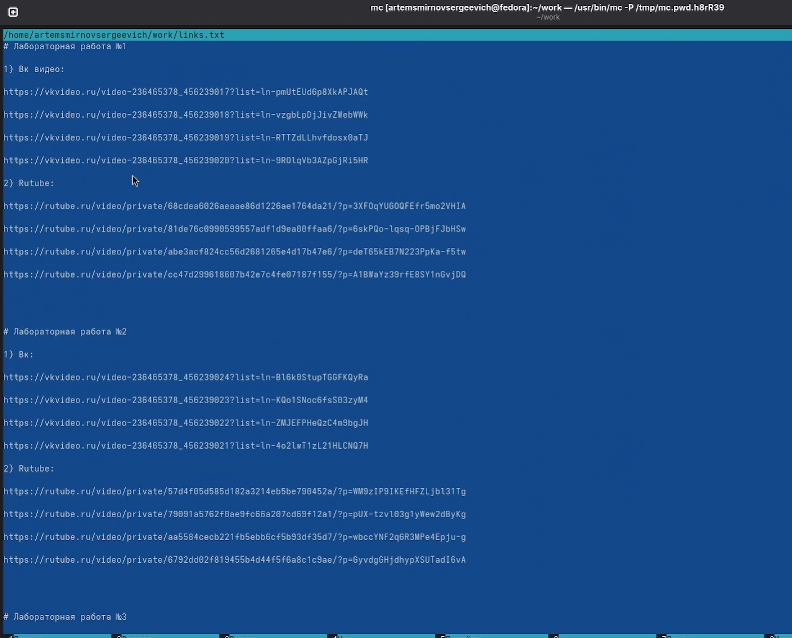 mc [artemsmirnovsergeevich@fedora]:~/work — /usr/bin/mc -P /tmp/mc.pwd.h8rR39
~/work
/home/artemsmirnovsergeevich/work/links.txt
# Лабораторная работа №1
1) Вк видео:
https://vkvideo.ru/video-236465378_456239017?list=ln-pmUtEUd6p8XkAPJAQt
https://vkvideo.ru/video-236465378_456239018?list=ln-vzgbLpDjJivZWebWWk
https://vkvideo.ru/video-236465378_456239019?list=ln-RTTZdLLhvfdosx0aTJ
https://vkvideo.ru/video-236465378_456239020?list=ln-9ROlqVb3AZpGjRi5HR
2) Rutube:
https://rutube.ru/video/private/68cdea6026aeaae86d1226ae1764da21/?p=3XFOqYUGOQFEfr5mo2VHIA
https://rutube.ru/video/private/81de76c0990599557adf1d9ea00ffaa6/?p=6skPQo-lqsq-OPBjFJbHSw
https://rutube.ru/video/private/abe3acf824cc56d2681265e4d17b47e6/?p=deT65kEB7N223PpKa-f5tw
https://rutube.ru/video/private/cc47d299618607b42e7c4fe07187f155/?p=A1BWaYz39rfE8SY1nGvjDQ
# Лабораторная работа №2
1) Вк:
https://vkvideo.ru/video-236465378_456239024?list=ln-Bl6k0StupTGGFKQyRa
https://vkvideo.ru/video-236465378_456239023?list=ln-KQo1SNoc6fsS03zyM4
https://vkvideo.ru/video-236465378_456239022?list=ln-ZMJEFPHeQzC4m9bgJH
https://vkvideo.ru/video-236465378_456239021?list=ln-4o2lwT1zL21HLCNQ7H
2) Rutube:
https://rutube.ru/video/private/57d4f05d585d182a3214eb5be790452a/?p=WM9zIP9IKEfHFZLjbl31Tg
https://rutube.ru/video/private/79091a5762f0ae9fc66a207cd69f12a1/?p=pUX-tzvl03g1yWew2dByKg
https://rutube.ru/video/private/aa5584cecb221fb5ebb6cf5b93df35d7/?p=wbccYNF2q6R3MPe4Epju-g
https://rutube.ru/video/private/6792dd02f819455b4d44f5f6a8c1c9ae/?p=6yvdgGHjdhypXSUTadI6vA
# Лабораторная работа №3